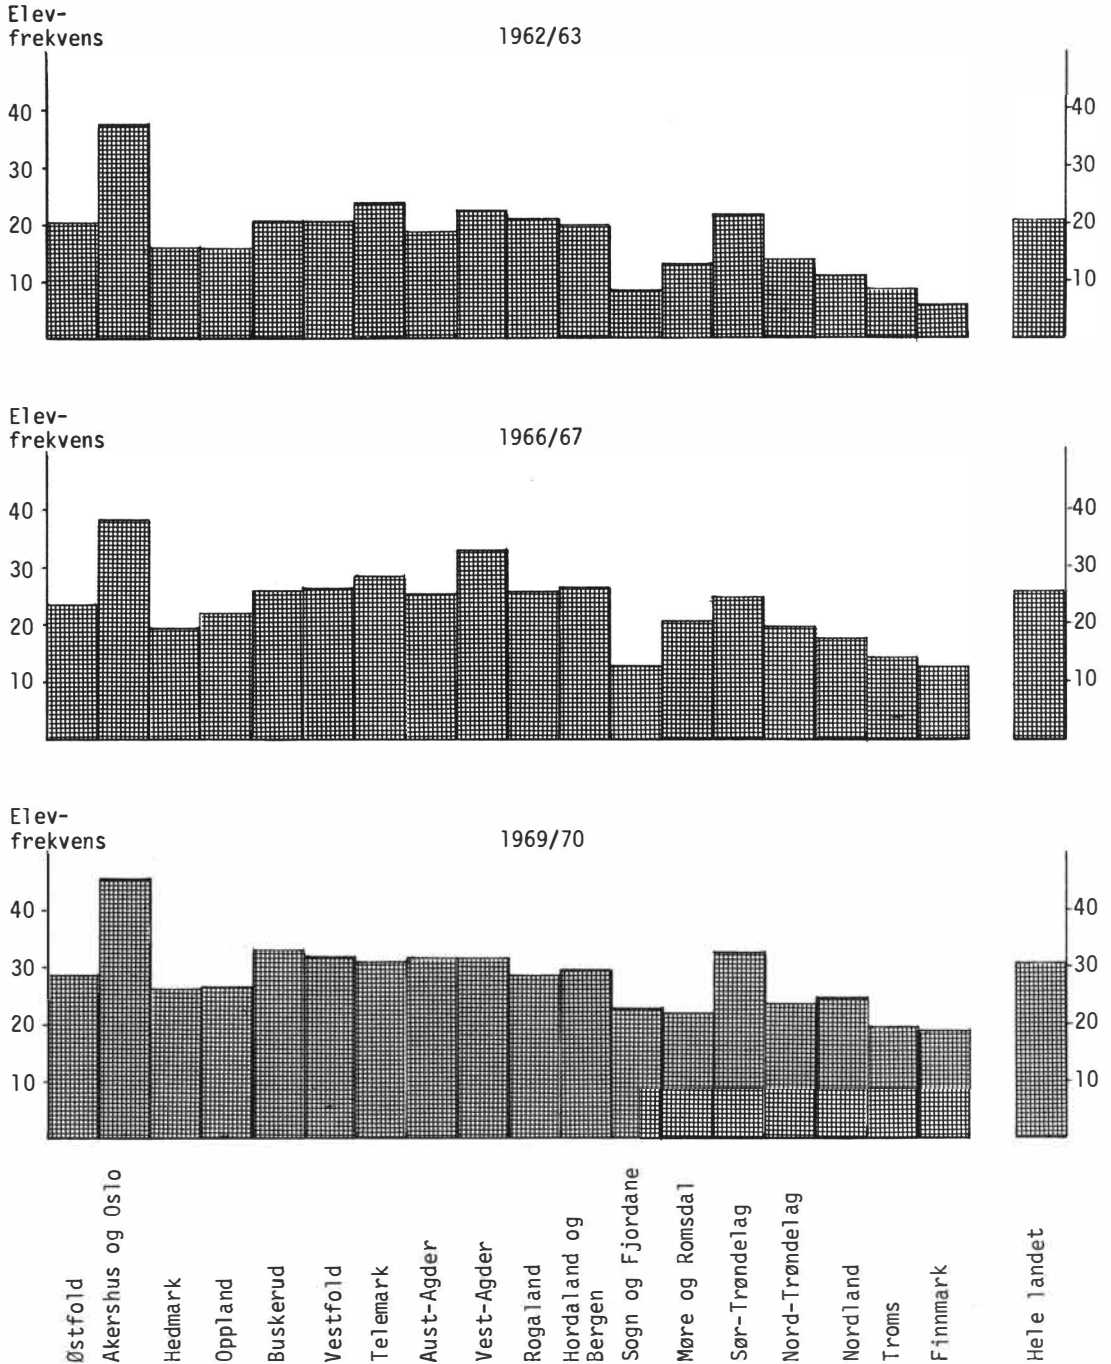 Elev-
frekvens
1962/63
40
30
20
10
40
30
20
10
Elev-
frekvens
1966/67
40
30
20
10
40
30
20
10
Elev-
frekvens
1969/70
40
30
20
10
40
30
20
10
Østfold
Akershus og Oslo
Hedmark
Oppland
Buskerud
Vestfold
Telemark
Aust-Agder
Vest-Agder
Rogaland
Hordaland og
Bergen
Sogn og Fjordane
Møre og Romsdal
Sør-Trøndelag
Nord-Trøndelag
Nordland
Troms
Finnmark
Hele landet